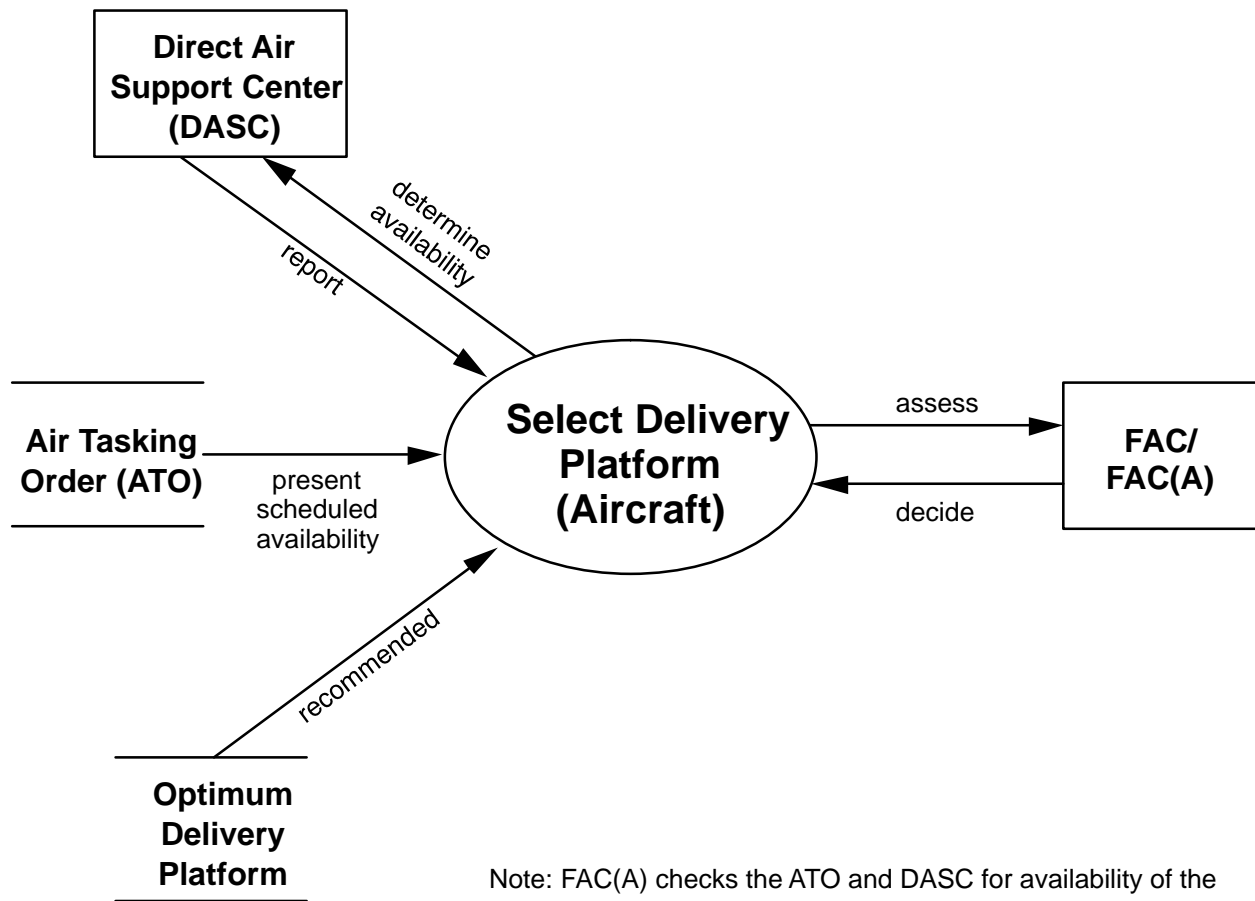 Direct Air
Support Center
(DASC)
determine
availability
report
Air Tasking
Order (ATO)
present
scheduled
availability
Select Delivery
Platform
(Aircraft)
assess
decide
FAC/
FAC(A)
recommended
Optimum
Delivery
Platform
Note: FAC(A) checks the ATO and DASC for availability of the